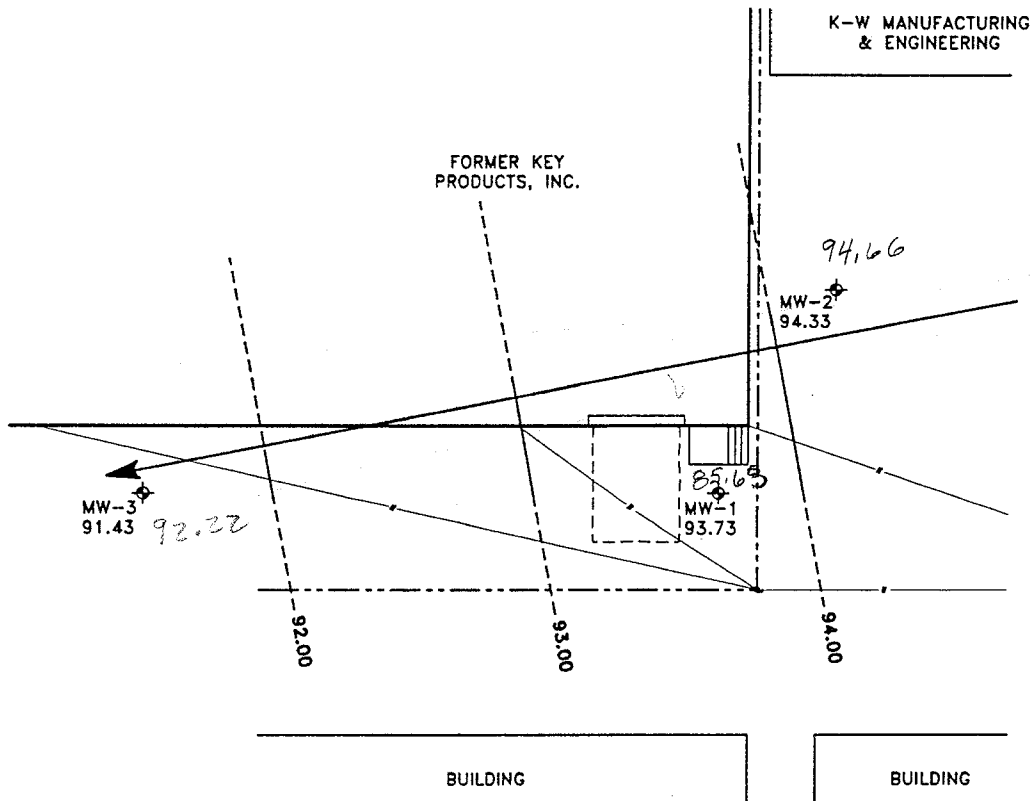 K-W MANUFACTURING
& ENGINEERING
FORMER KEY
PRODUCTS, INC.
94.66
MW-2
94.33
85.65
MW-1
93.73
MW-3
91.43
92.22
92.00
93.00
94.00
BUILDING
BUILDING